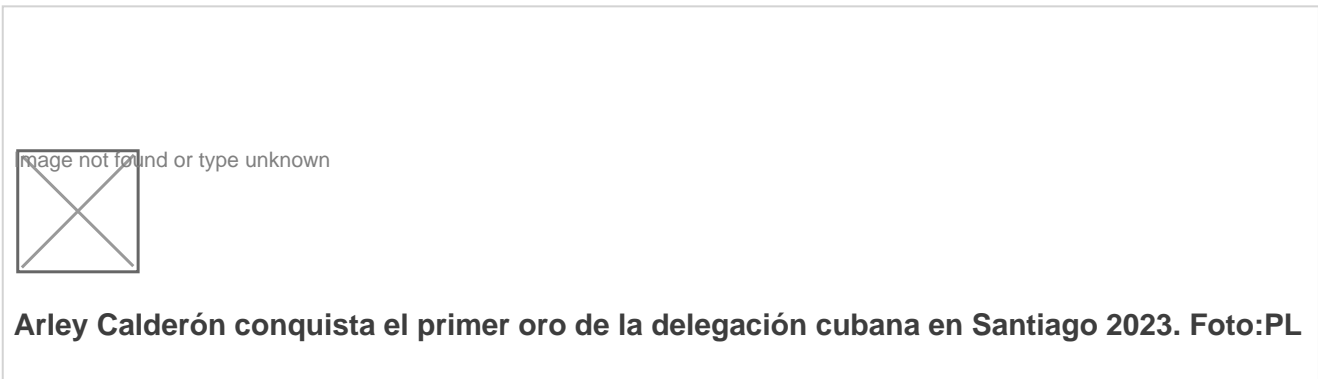 Image not found or type unknown
Arley Calderón conquista el primer oro de la delegación cubana en Santiago 2023. Foto:PL